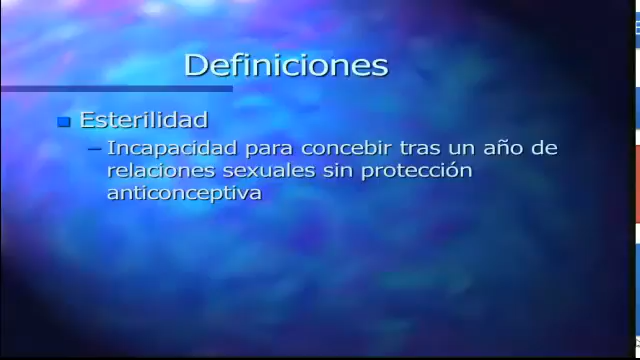 Definiciones
Esterilidad
– Incapacidad para concebir tras un año de
relaciones sexuales sin protección
anticonceptiva